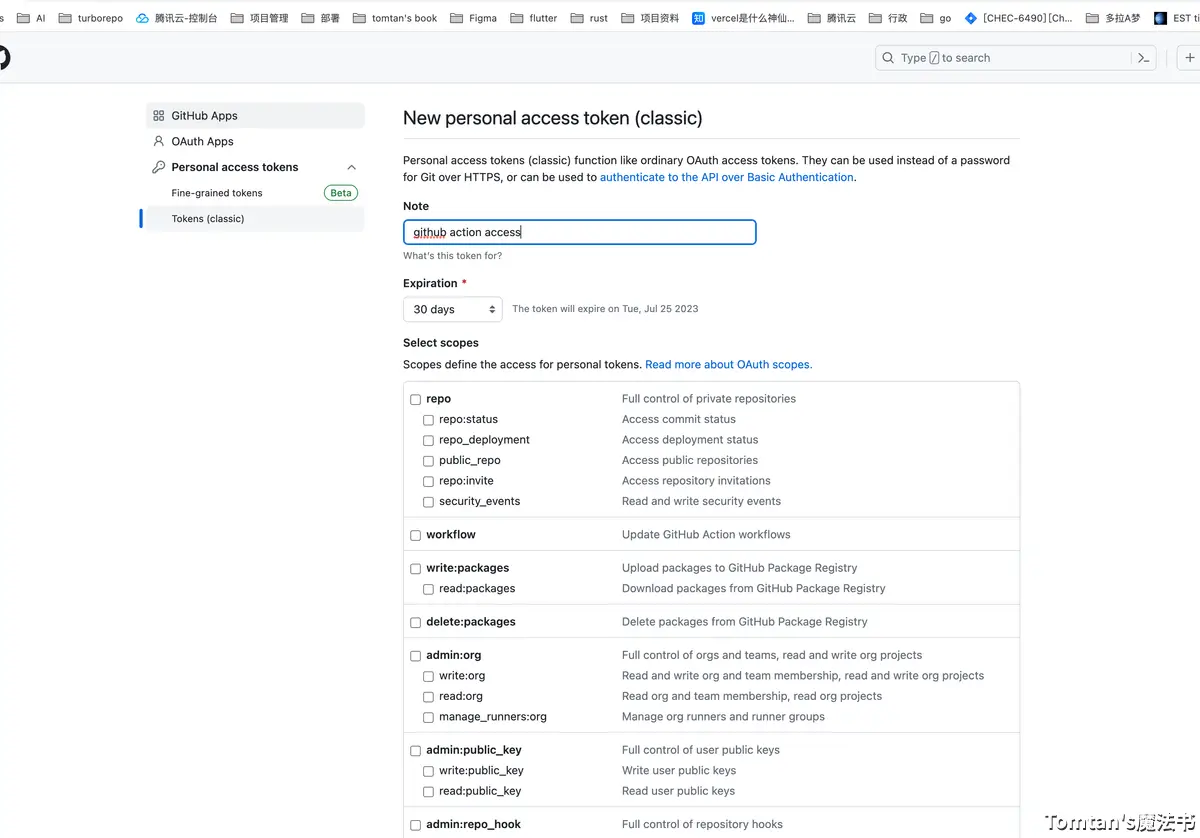 s AI turborepo 腾讯云-控制台 项目管理 部署 tomtan's book Figma flutter rust 项目资料 知 vercel是什么神仙... 腾讯云 行政 go [CHEC-6490] [Ch... 多拉A梦 EST ti
Type / to search
GitHub Apps
OAuth Apps
Personal access tokens
Fine-grained tokens Beta
Tokens (classic)
New personal access token (classic)
Personal access tokens (classic) function like ordinary OAuth access tokens. They can be used instead of a password
for Git over HTTPS, or can be used to authenticate to the API over Basic Authentication.
Note
github action access
What's this token for?
Expiration *
30 days The token will expire on Tue, Jul 25 2023
Select scopes
Scopes define the access for personal tokens. Read more about OAuth scopes.
repo Full control of private repositories
repo:status Access commit status
repo_deployment Access deployment status
public_repo Access public repositories
repo:invite Access repository invitations
security_events Read and write security events
workflow Update GitHub Action workflows
write:packages Upload packages to GitHub Package Registry
read:packages Download packages from GitHub Package Registry
delete:packages Delete packages from GitHub Package Registry
admin:org Full control of orgs and teams, read and write org projects
write:org Read and write org and team membership, read and write org projects
read:org Read org and team membership, read org projects
manage_runners:org Manage org runners and runner groups
admin:public_key Full control of user public keys
write:public_key Write user public keys
read:public_key Read user public keys
admin:repo_hook Full control of repository hooks
Tomtan's魔法书